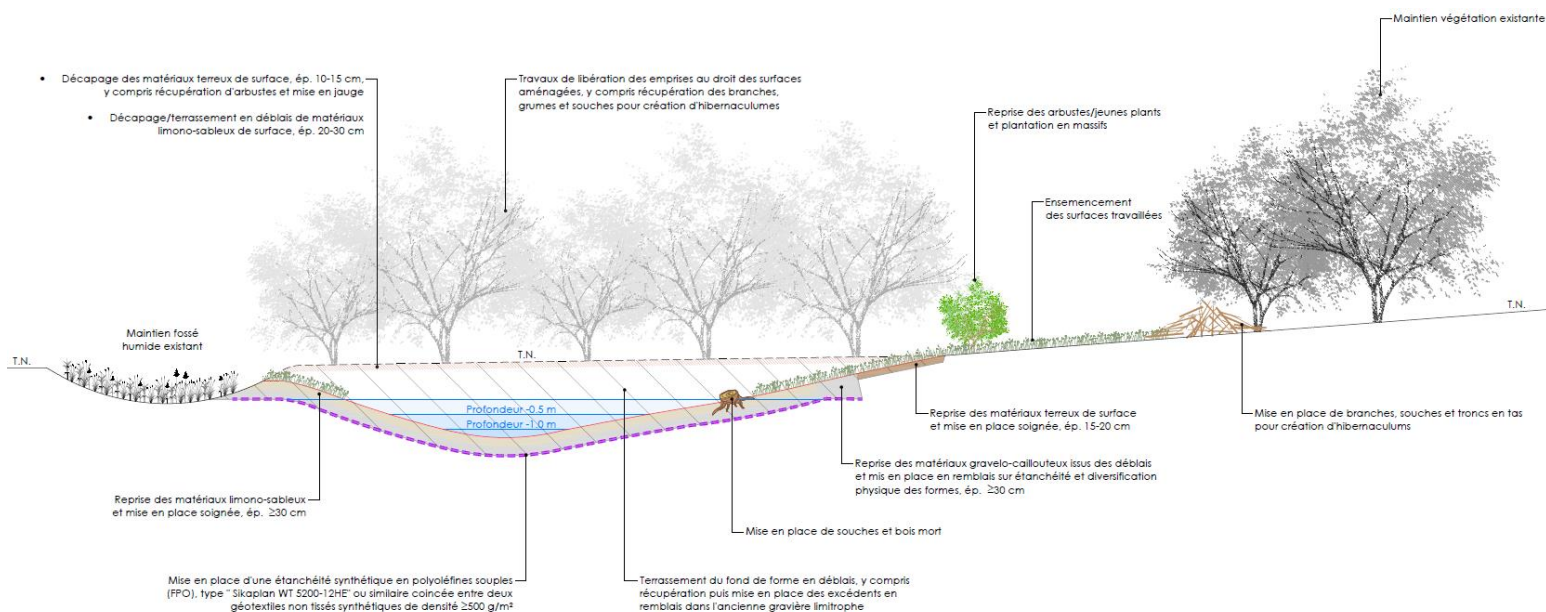 Maintien végétation existante
• Décapage des matériaux terreux de surface, ép. 10-15 cm,
y compris récupération d'arbustes et mise en jauge
• Décapage/terrassement en déblais de matériaux
limono-sableux de surface, ép. 20-30 cm
Travaux de libération des emprises au droit des surfaces
aménagées, y compris récupération des branches,
grumes et souches pour création d'hibernaculumes
Reprise des arbustes/jeunes plants
et plantation en massifs
Ensemencement
des surfaces travaillées
Maintien fossé
humide existant
T.N.
T.N.
T.N.
Profondeur -0.5 m
Profondeur -1.0 m
Reprise des matériaux terreux de surface
et mise en place soignée, ép. 15-20 cm
Mise en place de branches, souches et troncs en tas
pour création d'hibernaculums
Reprise des matériaux gravelo-caillouteux issus des déblais
et mis en place en remblais sur étanchéité et diversification
physique des formes, ép. ≥30 cm
Reprise des matériaux limono-sableux
et mise en place soignée, ép. ≥30 cm
Mise en place de souches et bois mort
Mise en place d'une étanchéité synthétique en polyoléfines souples
(FPO), type " Sikaplan WT 5200-12HE" ou similaire coincée entre deux
géotextiles non tissés synthétiques de densité ≥500 g/m²
Terrassement du fond de forme en déblais, y compris
récupération puis mise en place des excédents en
remblais dans l'ancienne gravière limitrophe